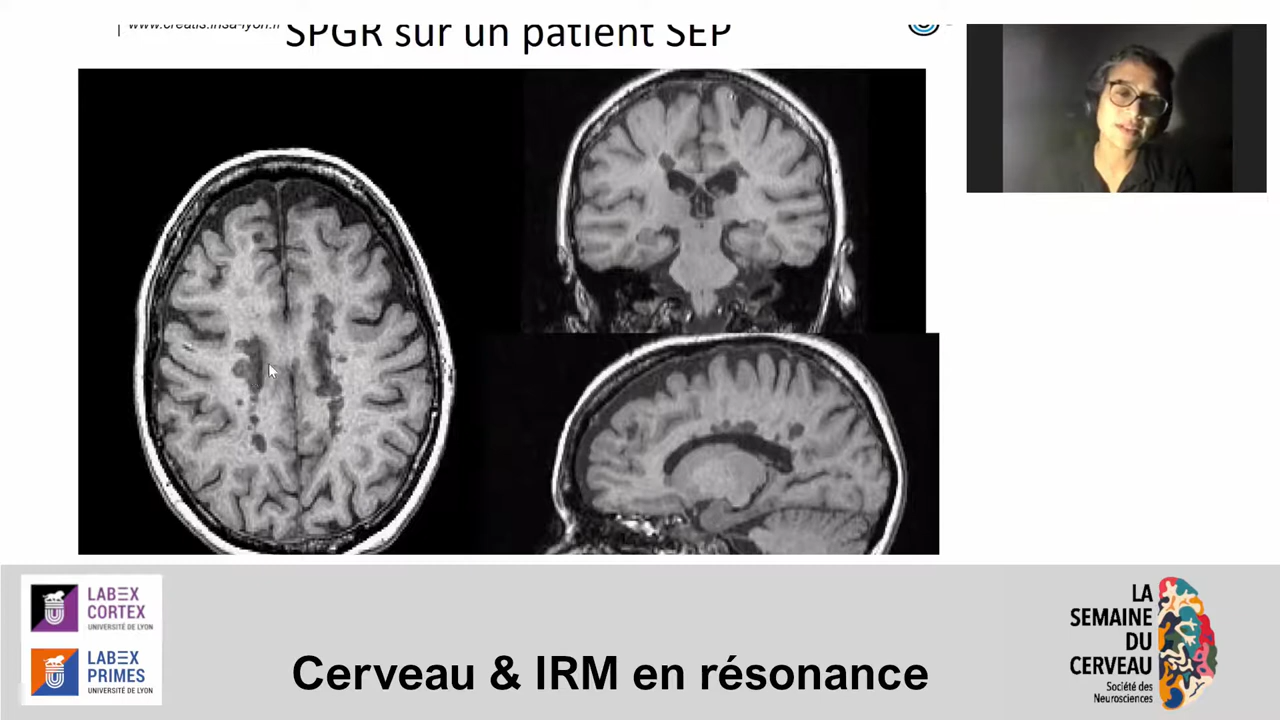 www.creatis.insa-lyon.fr
SPGR sur un patient SEP
LABEX
CORTEX
UNIVERSITÉ DE LYON
LABEX
PRIMES
UNIVERSITÉ DE LYON
Cerveau & IRM en résonance
LA
SEMAINE
DU
CERVEAU
Société des
Neurosciences